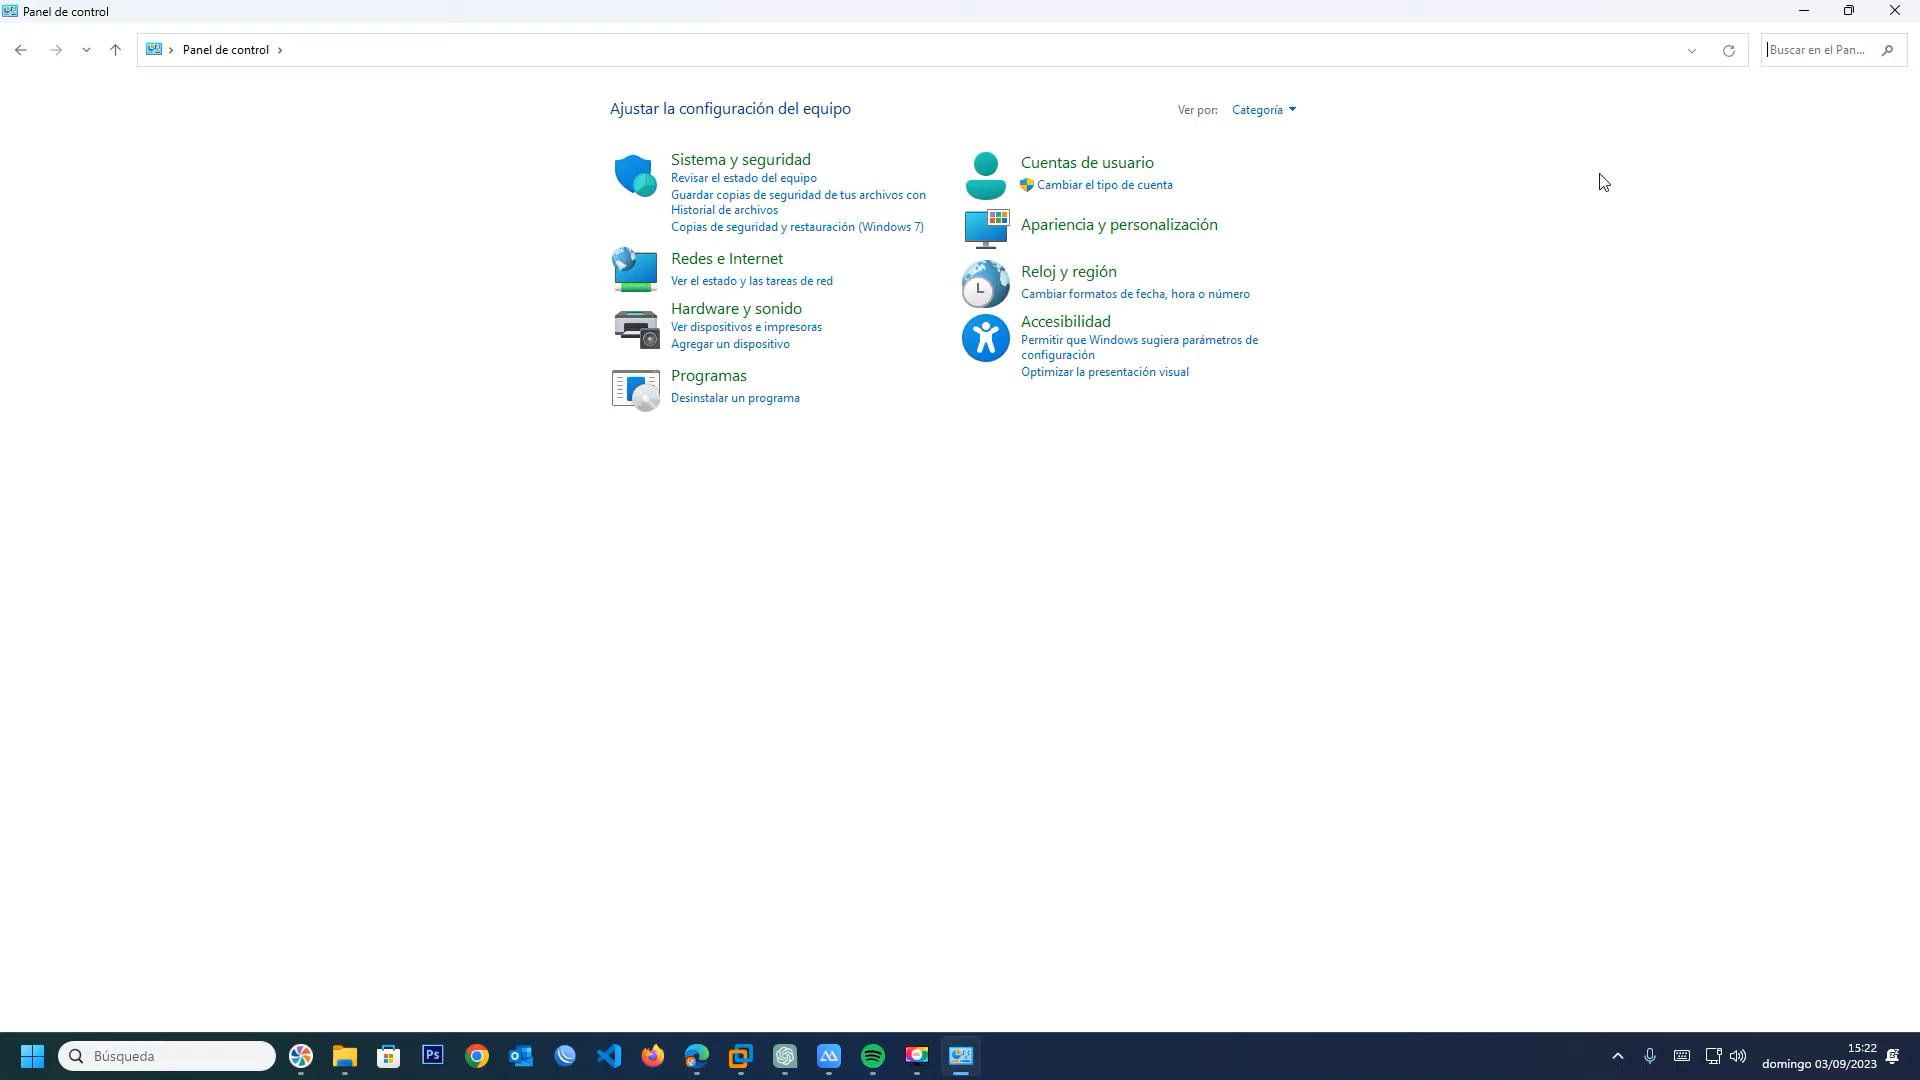 Panel de control
Panel de control
Buscar en el Pan...
Ajustar la configuración del equipo
Ver por: Categoría
Sistema y seguridad
Revisar el estado del equipo
Guardar copias de seguridad de tus archivos con
Historial de archivos
Copias de seguridad y restauración (Windows 7)
Redes e Internet
Ver el estado y las tareas de red
Hardware y sonido
Ver dispositivos e impresoras
Agregar un dispositivo
Programas
Desinstalar un programa
Cuentas de usuario
Cambiar el tipo de cuenta
Apariencia y personalización
Reloj y región
Cambiar formatos de fecha, hora o número
Accesibilidad
Permitir que Windows sugiera parámetros de
configuración
Optimizar la presentación visual
Búsqueda
Ps
15:22
domingo 03/09/2023